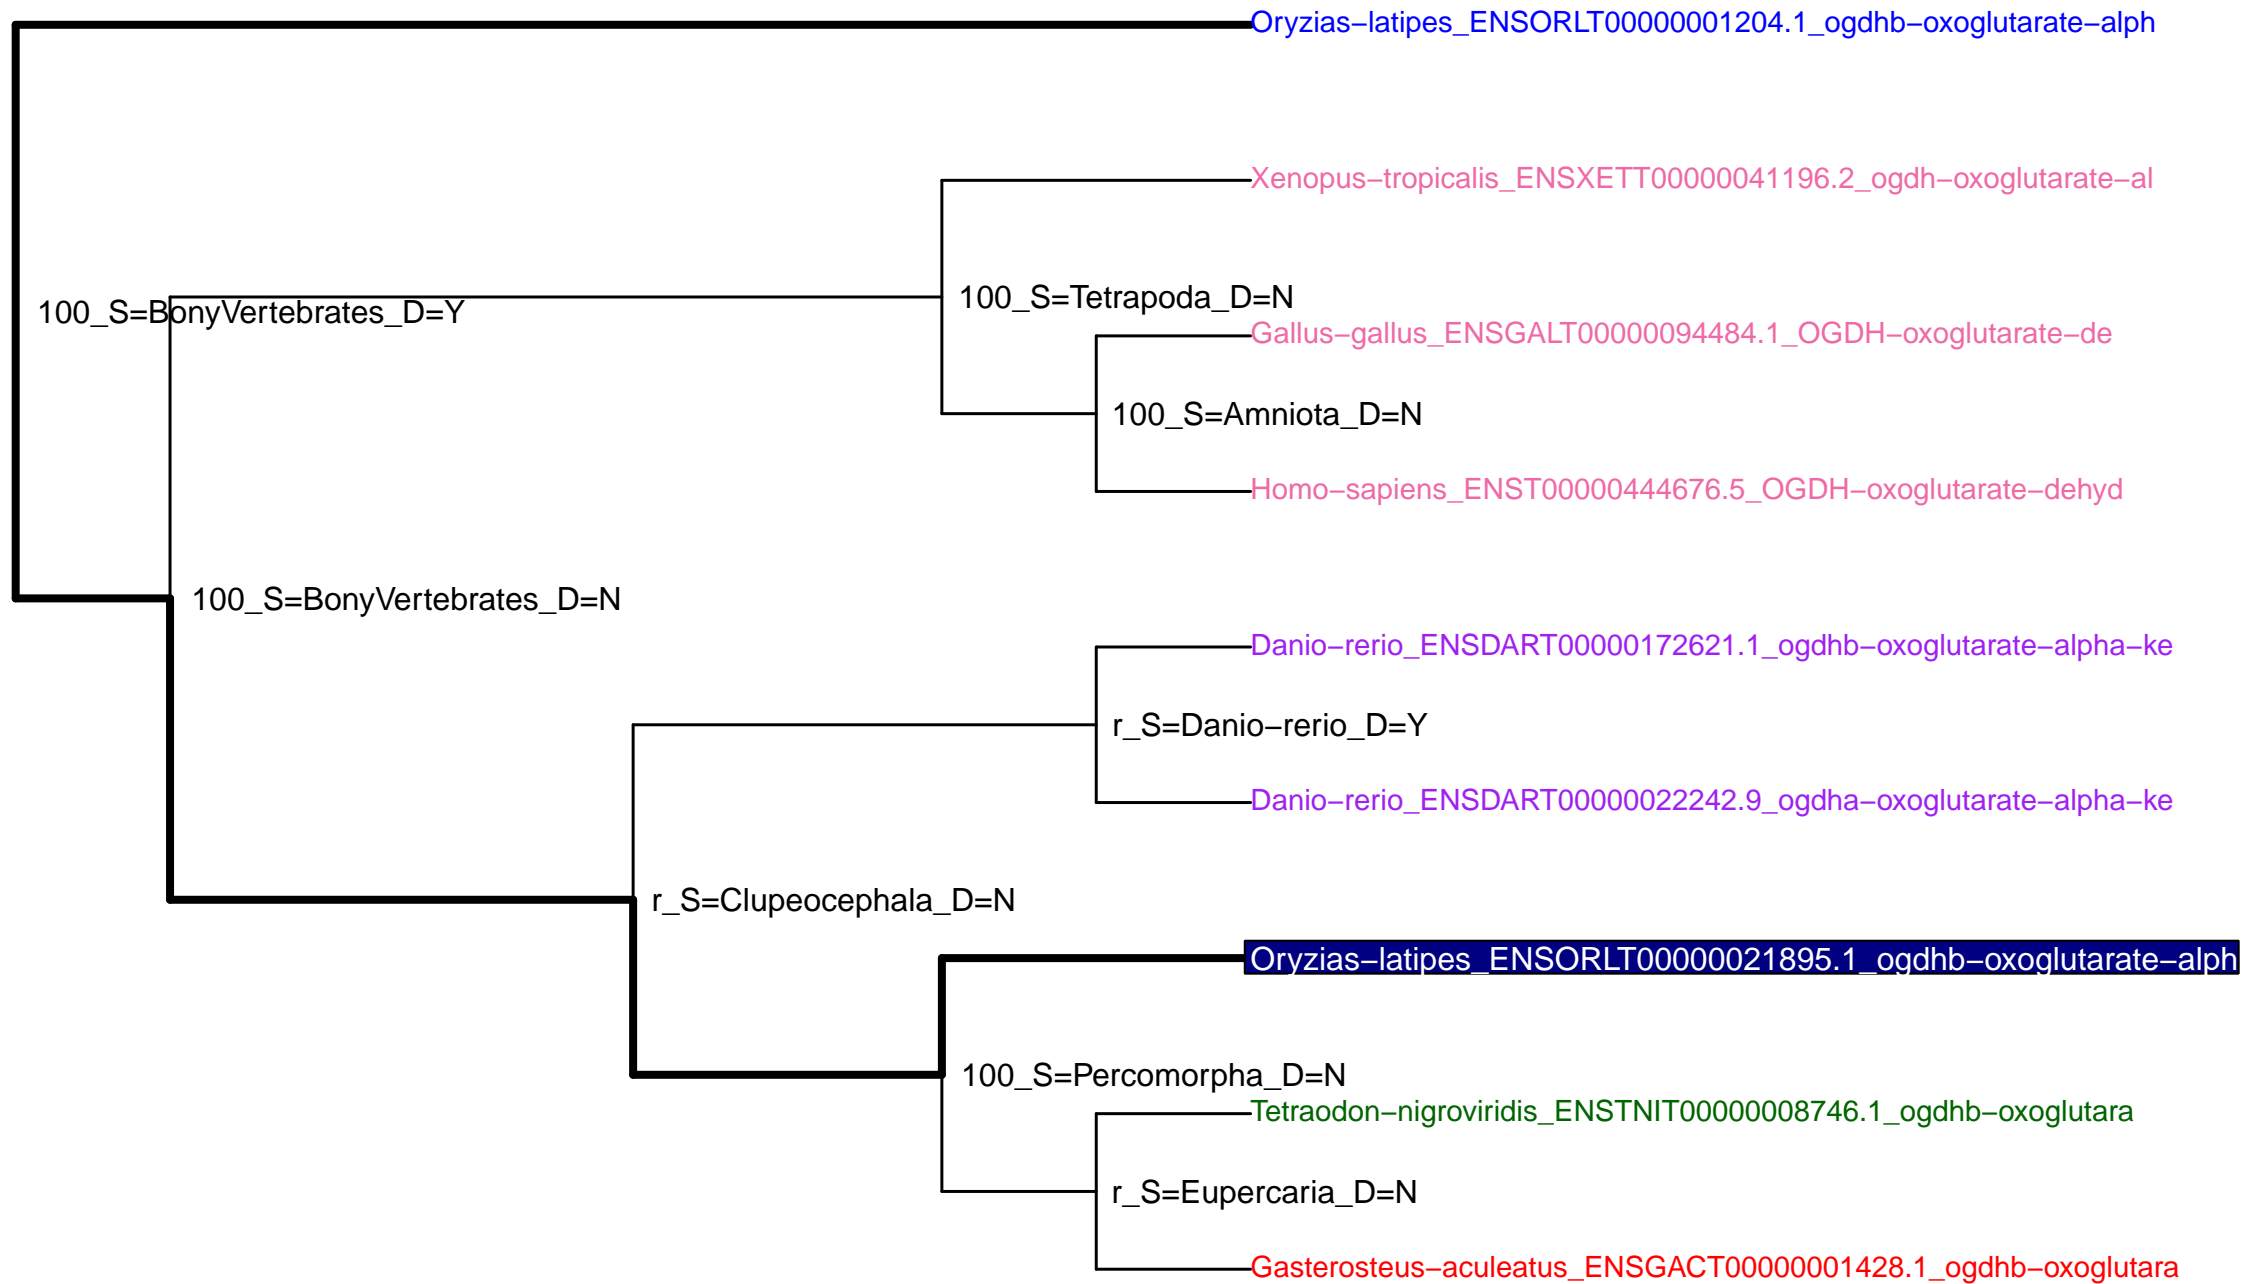 Oryzias−latipes_ENSORLT00000001204.1_ogdhb−oxoglutarate−alph
Xenopus−tropicalis_ENSXETT00000041196.2_ogdh−oxoglutarate−al
100_S=Tetrapoda_D=N
100_S=BonyVertebrates_D=Y
Gallus−gallus_ENSGALT00000094484.1_OGDH−oxoglutarate−de
100_S=Amniota_D=N
Homo−sapiens_ENST00000444676.5_OGDH−oxoglutarate−dehyd
100_S=BonyVertebrates_D=N
Danio−rerio_ENSDART00000172621.1_ogdhb−oxoglutarate−alpha−ke
r_S=Danio−rerio_D=Y
Danio−rerio_ENSDART00000022242.9_ogdha−oxoglutarate−alpha−ke
r_S=Clupeocephala_D=N
Oryzias−latipes_ENSORLT00000021895.1_ogdhb−oxoglutarate−alph
100_S=Percomorpha_D=N
Tetraodon−nigroviridis_ENSTNIT00000008746.1_ogdhb−oxoglutara
r_S=Eupercaria_D=N
Gasterosteus−aculeatus_ENSGACT00000001428.1_ogdhb−oxoglutara